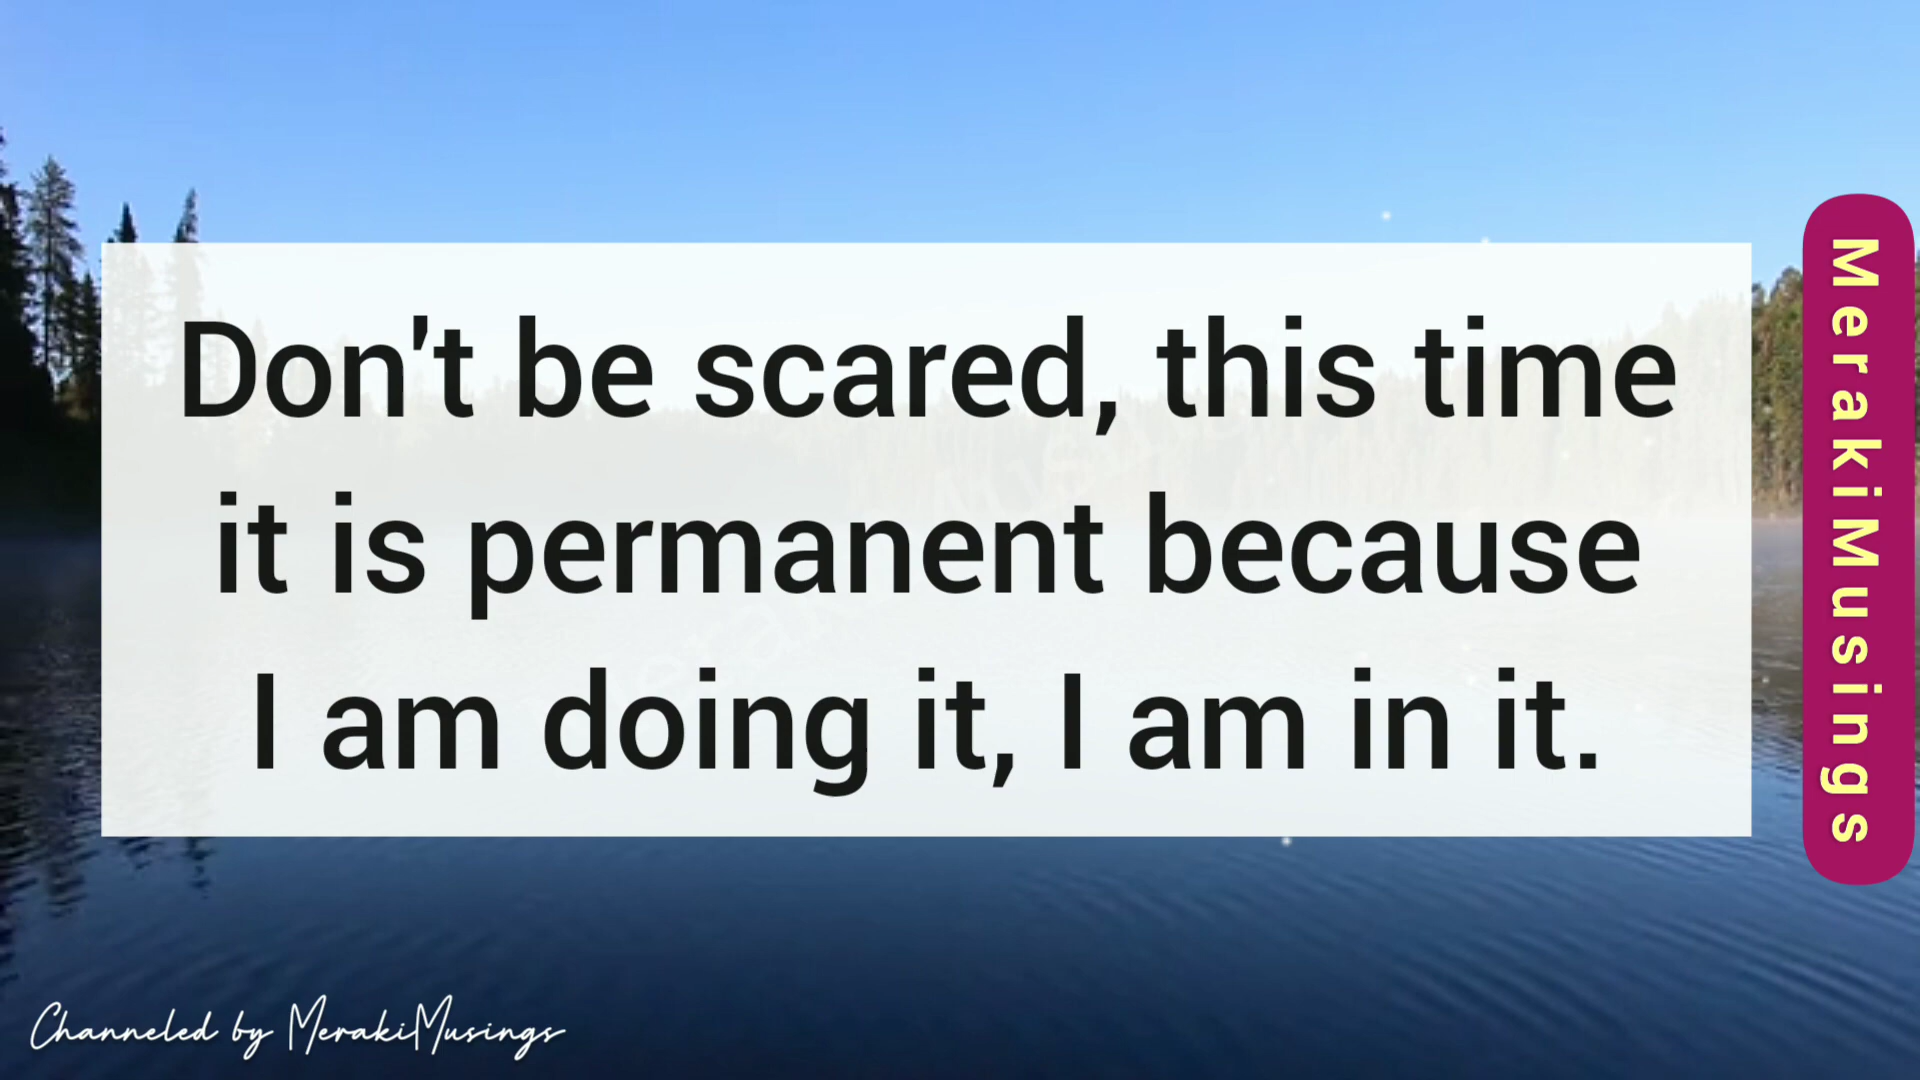 Don't be scared, this time
it is permanent because
I am doing it, I am in it.
MerakiMusings
Channeled by MerakiMusings